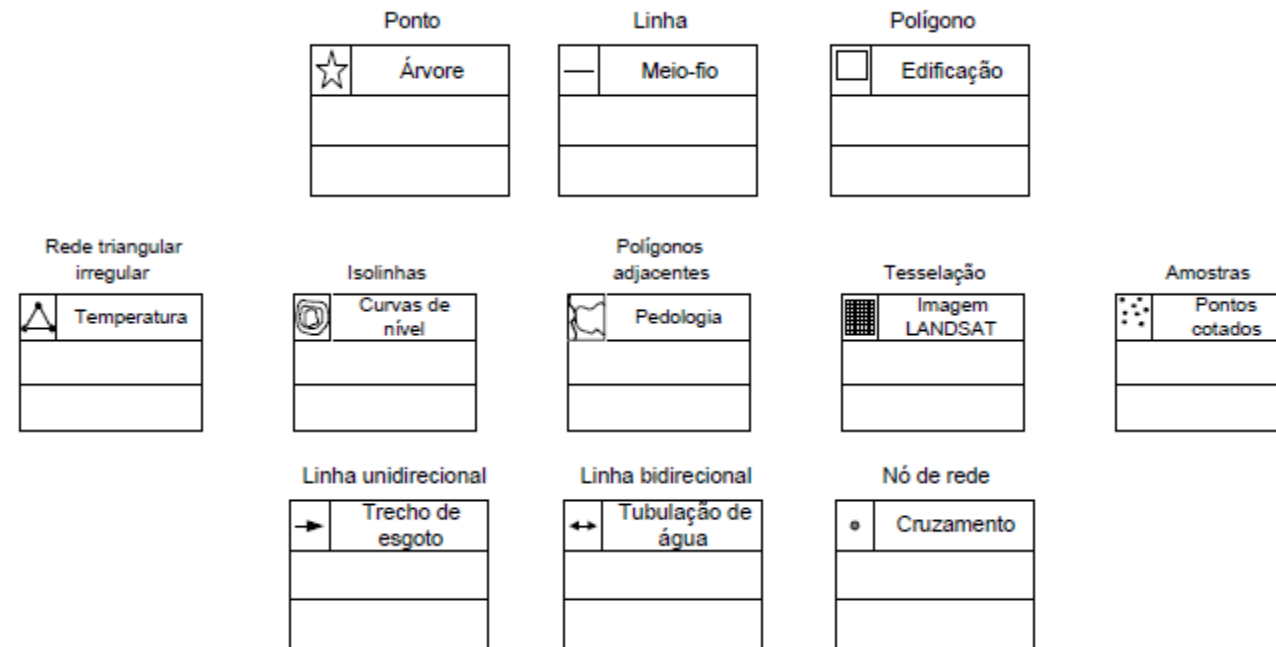 Ponto Linha Polígono
Árvore Meio-fio Edificação
Rede triangular
irregular
Isolinhas
Polígonos
adjacentes
Tesselação
Amostras
Temperatura
Curvas de
nível
Pedologia
Imagem
LANDSAT
Pontos
cotados
Linha unidirecional Linha bidirecional Nó de rede
Trecho de
esgoto
Tubulação de
água
Cruzamento